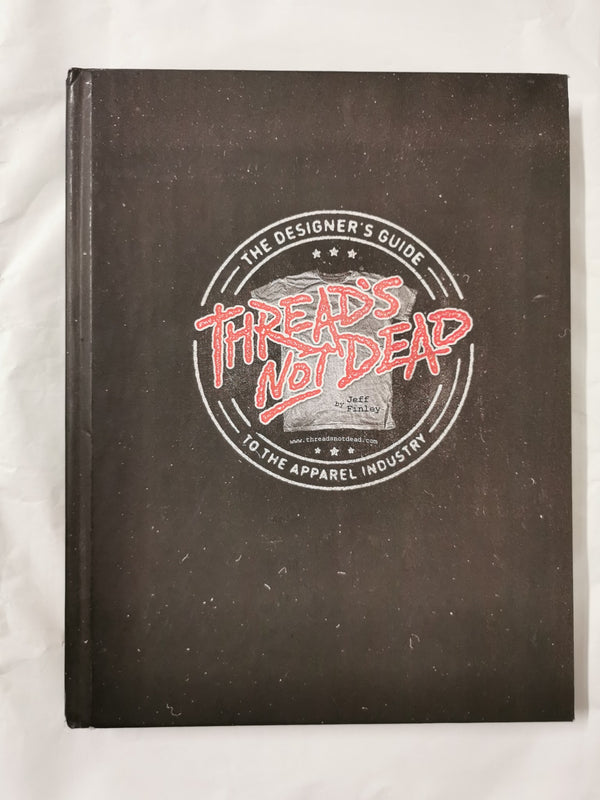 THE DESIGNER'S GUIDE
THREAD'S
NOT DEAD
by Jeff
Finley
www.threadsnotdead.com
TO THE APPAREL INDUSTRY